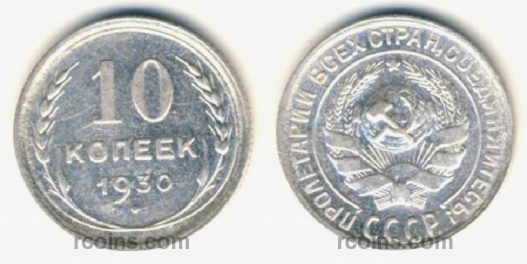 10
КОПЕЕК
1930
ПРОЛЕТАРИИ ВСЕХ СТРАН, СОЕДИНЯЙТЕСЬ!
СССР
rcoins.com
rcoins.com